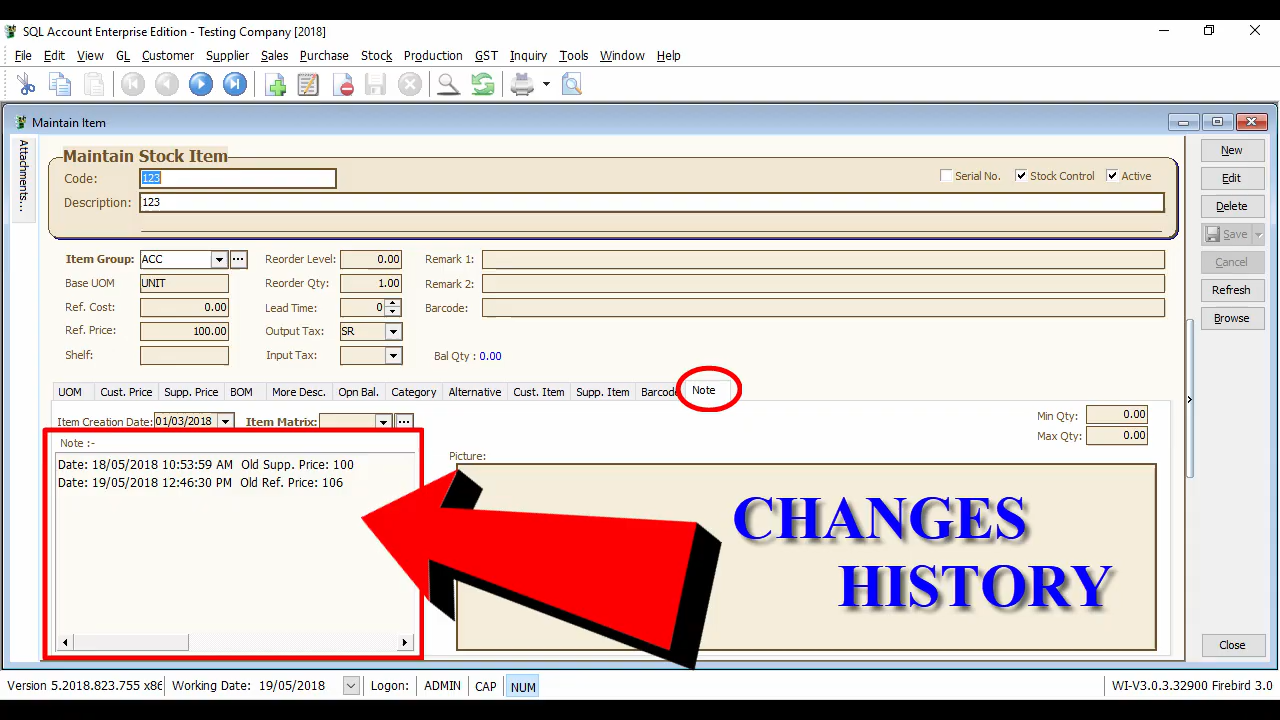 SQL Account Enterprise Edition - Testing Company [2018]
File Edit View GL Customer Supplier Sales Purchase Stock Production GST Inquiry Tools Window Help
Maintain Item
Attachments...
Maintain Stock Item
Code: 123
Serial No. Stock Control Active
Description: 123
Item Group: ACC Reorder Level: 0.00 Remark 1:
Base UOM UNIT Reorder Qty: 1.00 Remark 2:
Ref. Cost: 0.00 Lead Time: 0 Barcode:
Ref. Price: 100.00 Output Tax: SR
Shelf: Input Tax: Bal Qty : 0.00
UOM Cust. Price Supp. Price BOM More Desc. Opn Bal. Category Alternative Cust. Item Supp. Item Barcode Note
Item Creation Date: 01/03/2018 Item Matrix:
Min Qty: 0.00
Max Qty: 0.00
Note :-
Picture:
Date: 18/05/2018 10:53:59 AM Old Supp. Price: 100
Date: 19/05/2018 12:46:30 PM Old Ref. Price: 106
CHANGES
HISTORY
New
Edit
Delete
Save
Cancel
Refresh
Browse
Close
Version 5.2018.823.755 x86 Working Date: 19/05/2018 Logon: ADMIN CAP NUM WI-V3.0.3.32900 Firebird 3.0